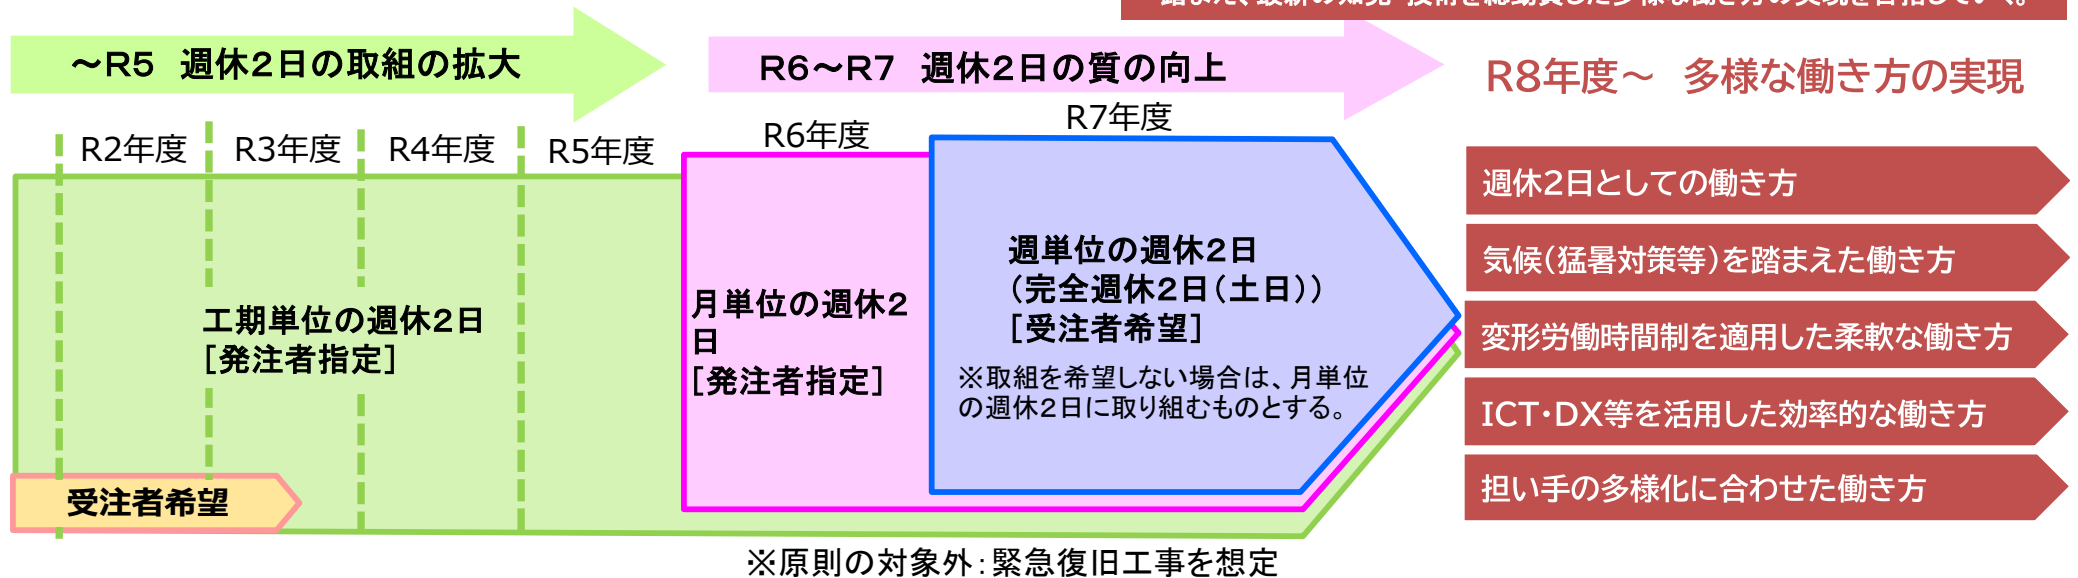 ～R5　週休2日の取組の拡大
R6～R7　週休2日の質の向上
R8年度～　多様な働き方の実現
R2年度
R3年度
R4年度
R5年度
R6年度
R7年度
工期単位の週休2日
[発注者指定]
受注者希望
月単位の週休2
日
[発注者指定]
週単位の週休2日
（完全週休2日（土日））
[受注者希望]
※取組を希望しない場合は、月単位
の週休2日に取り組むものとする。
週休2日としての働き方
気候（猛暑対策等）を踏まえた働き方
変形労働時間制を適用した柔軟な働き方
ICT・DX等を活用した効率的な働き方
担い手の多様化に合わせた働き方
※原則の対象外：緊急復旧工事を想定